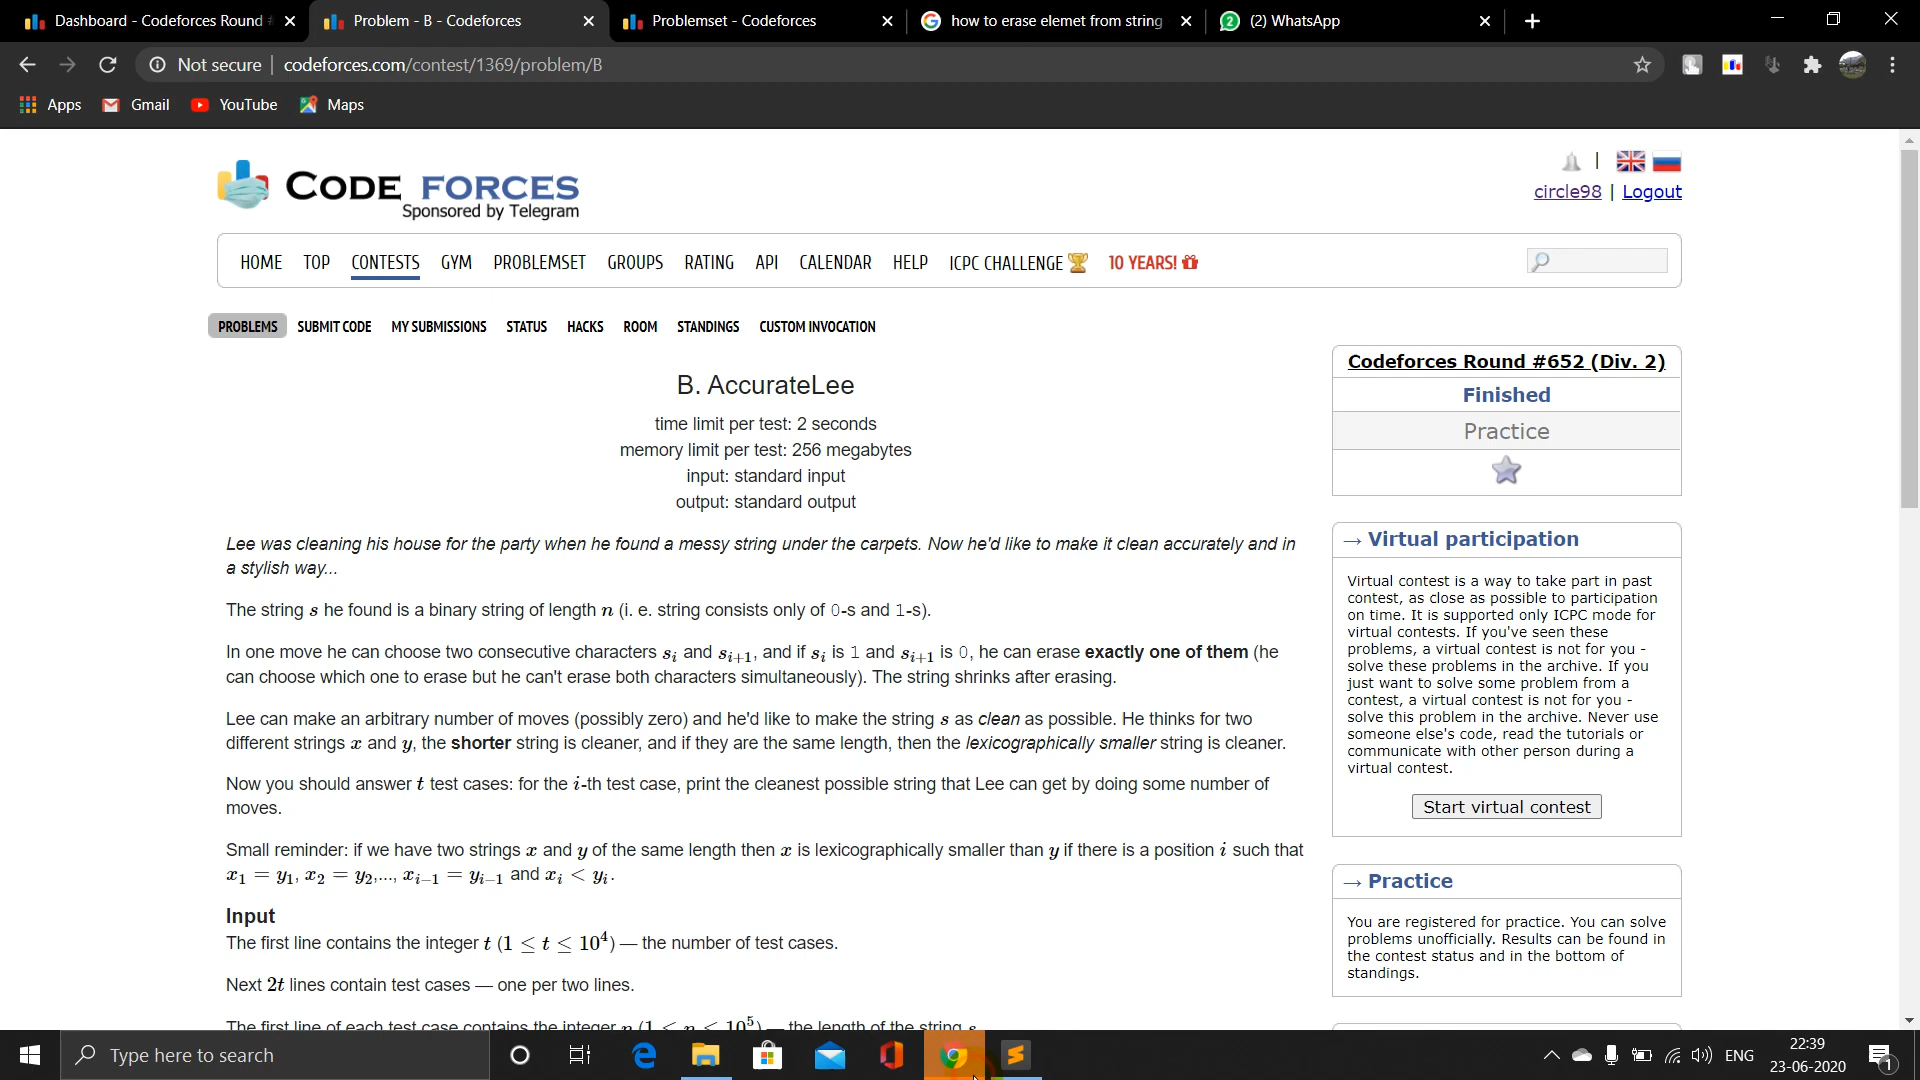 Dashboard - Codeforces Round #
Problem - B - Codeforces
Problemset - Codeforces
how to erase elemet from string
(2) WhatsApp
Not secure | codeforces.com/contest/1369/problem/B
Apps Gmail YouTube Maps
CODE FORCES
Sponsored by Telegram
circle98 | Logout
HOME TOP CONTESTS GYM PROBLEMSET GROUPS RATING API CALENDAR HELP ICPC CHALLENGE 10 YEARS!
PROBLEMS SUBMIT CODE MY SUBMISSIONS STATUS HACKS ROOM STANDINGS CUSTOM INVOCATION
B. AccurateLee
time limit per test: 2 seconds
memory limit per test: 256 megabytes
input: standard input
output: standard output
Lee was cleaning his house for the party when he found a messy string under the carpets. Now he'd like to make it clean accurately and in
a stylish way...
The string s he found is a binary string of length n (i. e. string consists only of 0-s and 1-s).
In one move he can choose two consecutive characters s_i and s_{i+1}, and if s_i is 1 and s_{i+1} is 0, he can erase exactly one of them (he
can choose which one to erase but he can't erase both characters simultaneously). The string shrinks after erasing.
Lee can make an arbitrary number of moves (possibly zero) and he'd like to make the string s as clean as possible. He thinks for two
different strings x and y, the shorter string is cleaner, and if they are the same length, then the lexicographically smaller string is cleaner.
Now you should answer t test cases: for the i-th test case, print the cleanest possible string that Lee can get by doing some number of
moves.
Small reminder: if we have two strings x and y of the same length then x is lexicographically smaller than y if there is a position i such that
x_1 = y_1, x_2 = y_2,..., x_{i−1} = y_{i−1} and x_i < y_i.
Input
The first line contains the integer t (1 ≤ t ≤ 10^4) — the number of test cases.
Next 2t lines contain test cases — one per two lines.
The first line of each test case contains the integer n (1 ≤ n ≤ 10^5) — the length of the string s.
Codeforces Round #652 (Div. 2)
Finished
Practice
→ Virtual participation
Virtual contest is a way to take part in past
contest, as close as possible to participation
on time. It is supported only ICPC mode for
virtual contests. If you've seen these
problems, a virtual contest is not for you -
solve these problems in the archive. If you
just want to solve some problem from a
contest, a virtual contest is not for you -
solve this problem in the archive. Never use
someone else's code, read the tutorials or
communicate with other person during a
virtual contest.
Start virtual contest
→ Practice
You are registered for practice. You can solve
problems unofficially. Results can be found in
the contest status and in the bottom of
standings.
Type here to search
ENG
22:39
23-06-2020
1